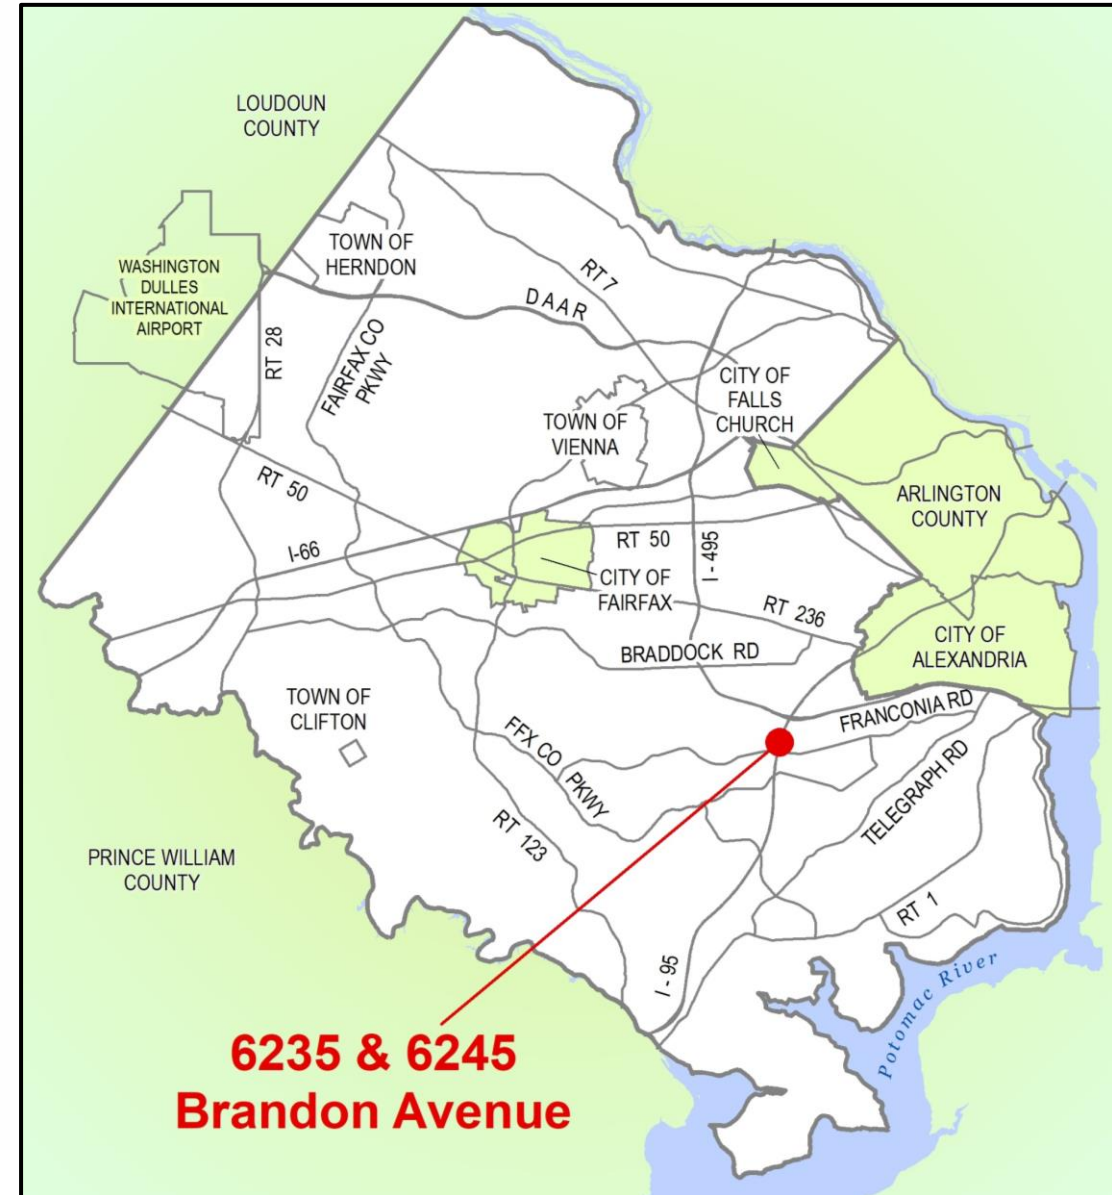 LOUDOUN
COUNTY
TOWN OF
HERNDON
WASHINGTON
DULLES
INTERNATIONAL
AIRPORT
RT 7
DAAR
RT 28
FAIRFAX CO
PKWY
CITY OF
FALLS
CHURCH
TOWN OF
VIENNA
RT 50
ARLINGTON
COUNTY
I-66
RT 50
I - 495
CITY OF
FAIRFAX
RT 236
BRADDOCK RD
CITY OF
ALEXANDRIA
TOWN OF
CLIFTON
FRANCONIA RD
FFX CO
PKWY
TELEGRAPH RD
RT 123
PRINCE WILLIAM
COUNTY
RT 1
I - 95
Potomac River
6235 & 6245
Brandon Avenue